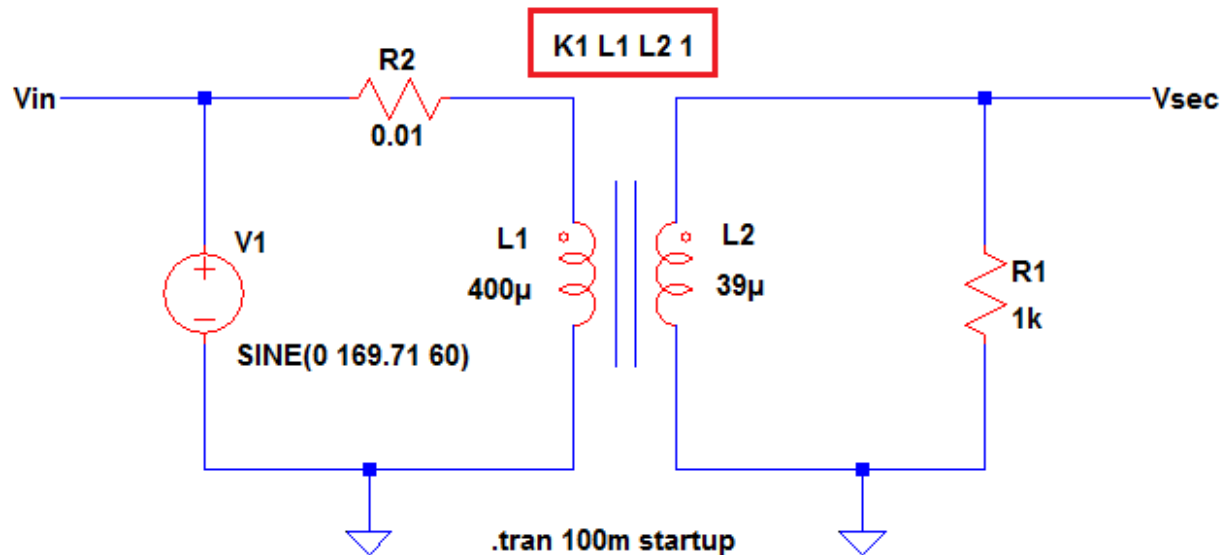 K1 L1 L2 1
R2
Vin
Vsec
0.01
V1
L1
L2
400µ
39µ
R1
1k
SINE(0 169.71 60)
.tran 100m startup